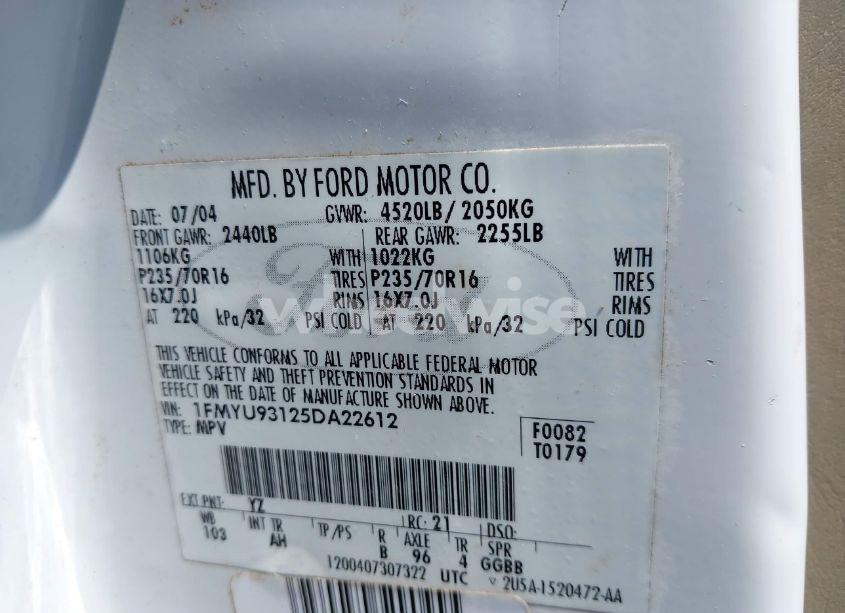 MFD. BY FORD MOTOR CO.
DATE: 07/04 GVWR: 4520LB/ 2050KG
FRONT GAWR: 2440LB REAR GAWR: 2255LB
1106KG WITH 1022KG WITH
P235/70R16 TIRES P235/70R16 TIRES
16X7.0J RIMS 16X7.0J RIMS
AT 220 kPa/32 PSI COLD AT 220 kPa/32 PSI COLD
wheelwise
THIS VEHICLE CONFORMS TO ALL APPLICABLE FEDERAL MOTOR
VEHICLE SAFETY AND THEFT PREVENTION STANDARDS IN
EFFECT ON THE DATE OF MANUFACTURE SHOWN ABOVE.
VIN: 1FMYU93125DA22612
TYPE: MPV
F0082
T0179
EXT PNT: YZ RC: 21 DSO:
WB INT TR TP/PS R AXLE TR SPR
103 AH B 96 4 GGBB
1200407307322 UTC ▽ 2U5A-1520472-AA